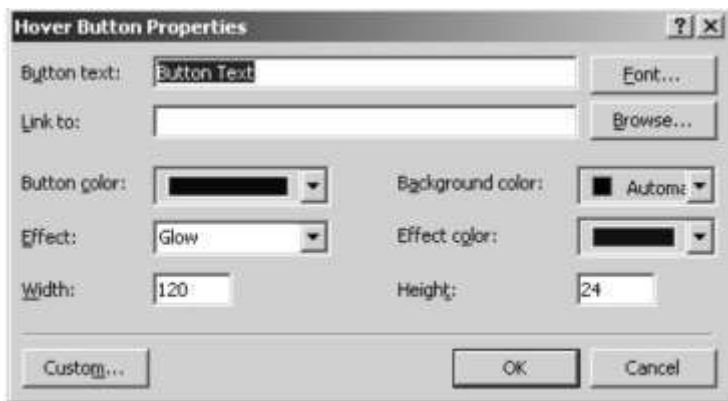 Hover Button Properties
Button text: Button Text Font...
Link to: Browse...
Button color: Background color: Automa
Effect: Glow Effect color:
Width: 120 Height: 24
Custom... OK Cancel